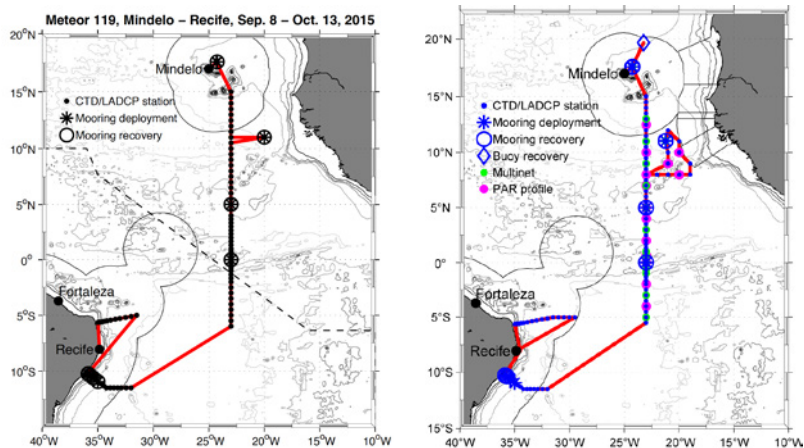 Meteor 119, Mindelo – Recife, Sep. 8 – Oct. 13, 2015
20°N
15°N
10°N
5°N
0°
5°S
10°S
40°W 35°W 30°W 25°W 20°W 15°W 10°W
Mindelo
CTD/LADCP station
Mooring deployment
Mooring recovery
Fortaleza
Recife
20°N
15°N
10°N
5°N
0°
5°S
10°S
15°S
40°W 35°W 30°W 25°W 20°W 15°W 10°W
Mindelo
CTD/LADCP station
Mooring deployment
Mooring recovery
Buoy recovery
Multinet
PAR profile
Fortaleza
Recife